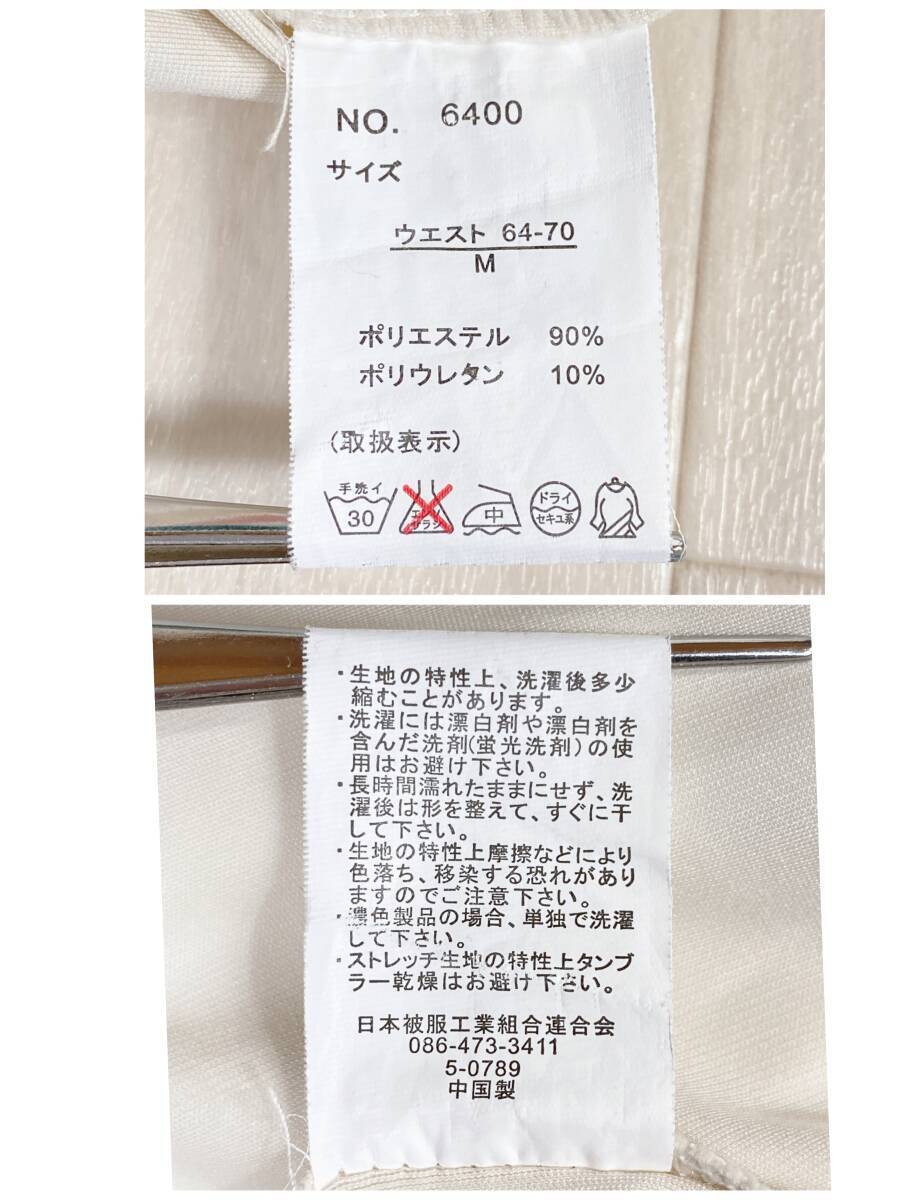 NO. 6400
サイズ
ウエスト 64-70
M
ポリエステル 90%
ポリウレタン 10%
(取扱表示)
手洗イ
30
エンソ
サラシ
中
ドライ
セキユ系
・生地の特性上、洗濯後多少
縮むことがあります。
・洗濯には漂白剤や漂白剤を
含んだ洗剤(蛍光洗剤)の使
用はお避け下さい。
・長時間濡れたままにせず、洗
濯後は形を整えて、すぐに干
して下さい。
・生地の特性上摩擦などにより
色落ち、移染する恐れがあり
ますのでご注意下さい。
・濃色製品の場合、単独で洗濯
して下さい。
・ストレッチ生地の特性上タンブ
ラー乾燥はお避け下さい。
日本被服工業組合連合会
086-473-3411
5-0789
中国製